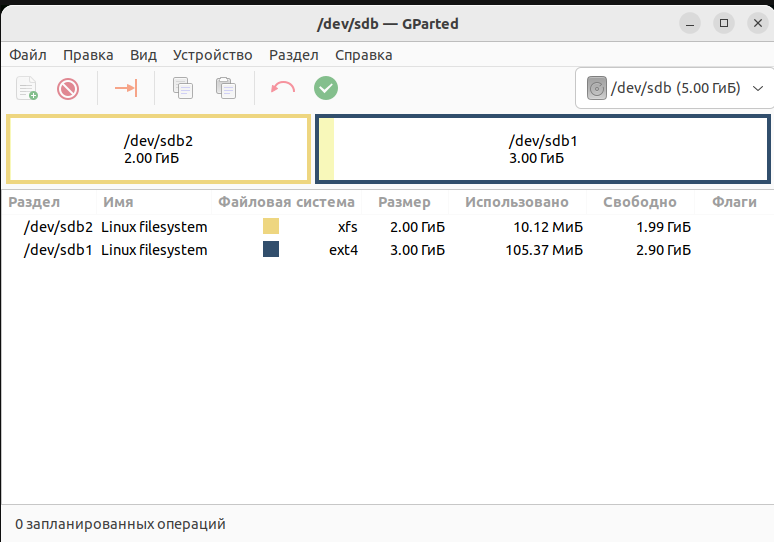 /dev/sdb — GParted
Файл Правка Вид Устройство Раздел Справка
/dev/sdb (5.00 ГиБ)
/dev/sdb2
2.00 ГиБ
/dev/sdb1
3.00 ГиБ
Раздел Имя Файловая система Размер Использовано Свободно Флаги
/dev/sdb2 Linux filesystem xfs 2.00 ГиБ 10.12 МиБ 1.99 ГиБ
/dev/sdb1 Linux filesystem ext4 3.00 ГиБ 105.37 МиБ 2.90 ГиБ
0 запланированных операций